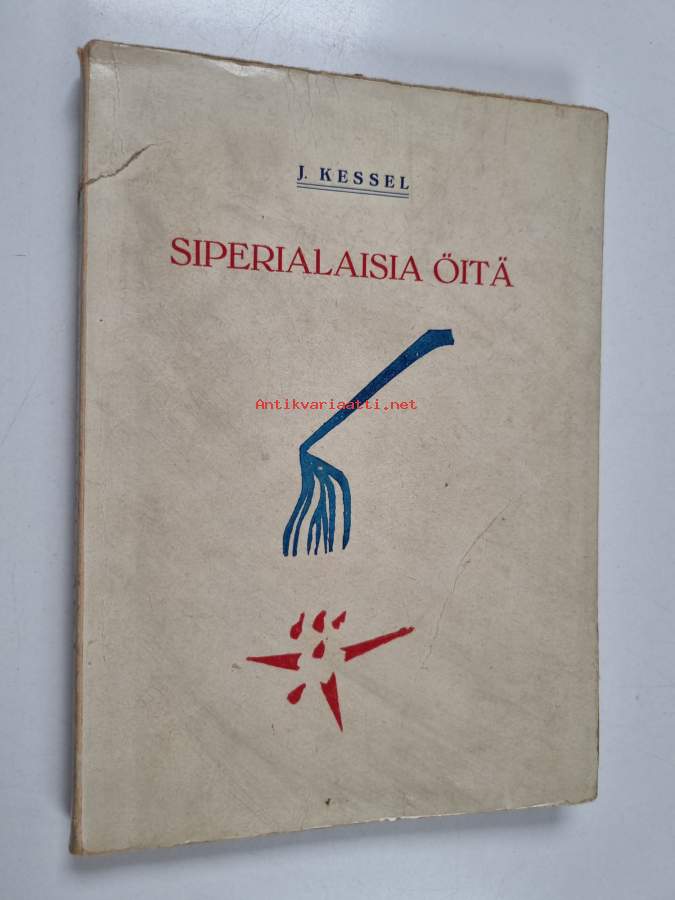 J. KESSEL
SIPERIALAISIA ÖITÄ
Antikvariaatti.net